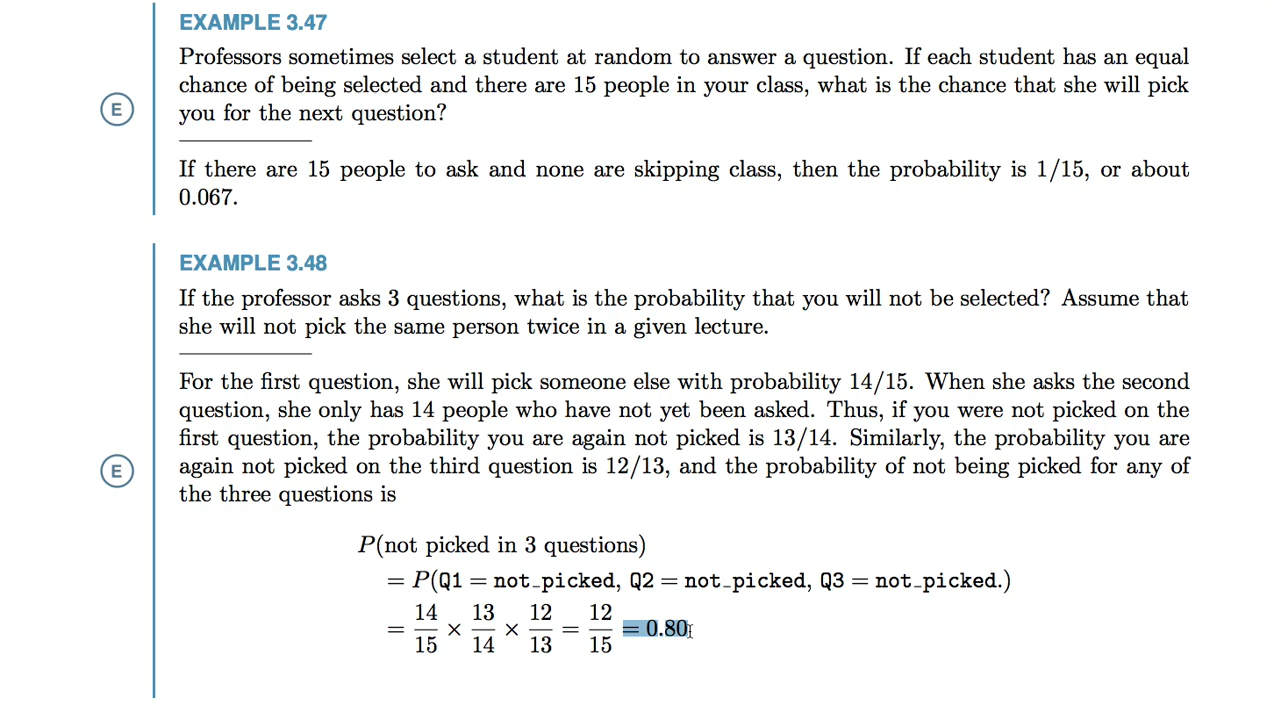 EXAMPLE 3.47
Professors sometimes select a student at random to answer a question. If each student has an equal
chance of being selected and there are 15 people in your class, what is the chance that she will pick
E
you for the next question?
If there are 15 people to ask and none are skipping class, then the probability is 1/15, or about
0.067.
EXAMPLE 3.48
If the professor asks 3 questions, what is the probability that you will not be selected? Assume that
she will not pick the same person twice in a given lecture.
For the first question, she will pick someone else with probability 14/15. When she asks the second
question, she only has 14 people who have not yet been asked. Thus, if you were not picked on the
first question, the probability you are again not picked is 13/14. Similarly, the probability you are
E
again not picked on the third question is 12/13, and the probability of not being picked for any of
the three questions is
P(not picked in 3 questions)
= P(Q1 = not_picked, Q2 = not_picked, Q3 = not_picked.)
= 14/15 × 13/14 × 12/13 = 12/15 = 0.80